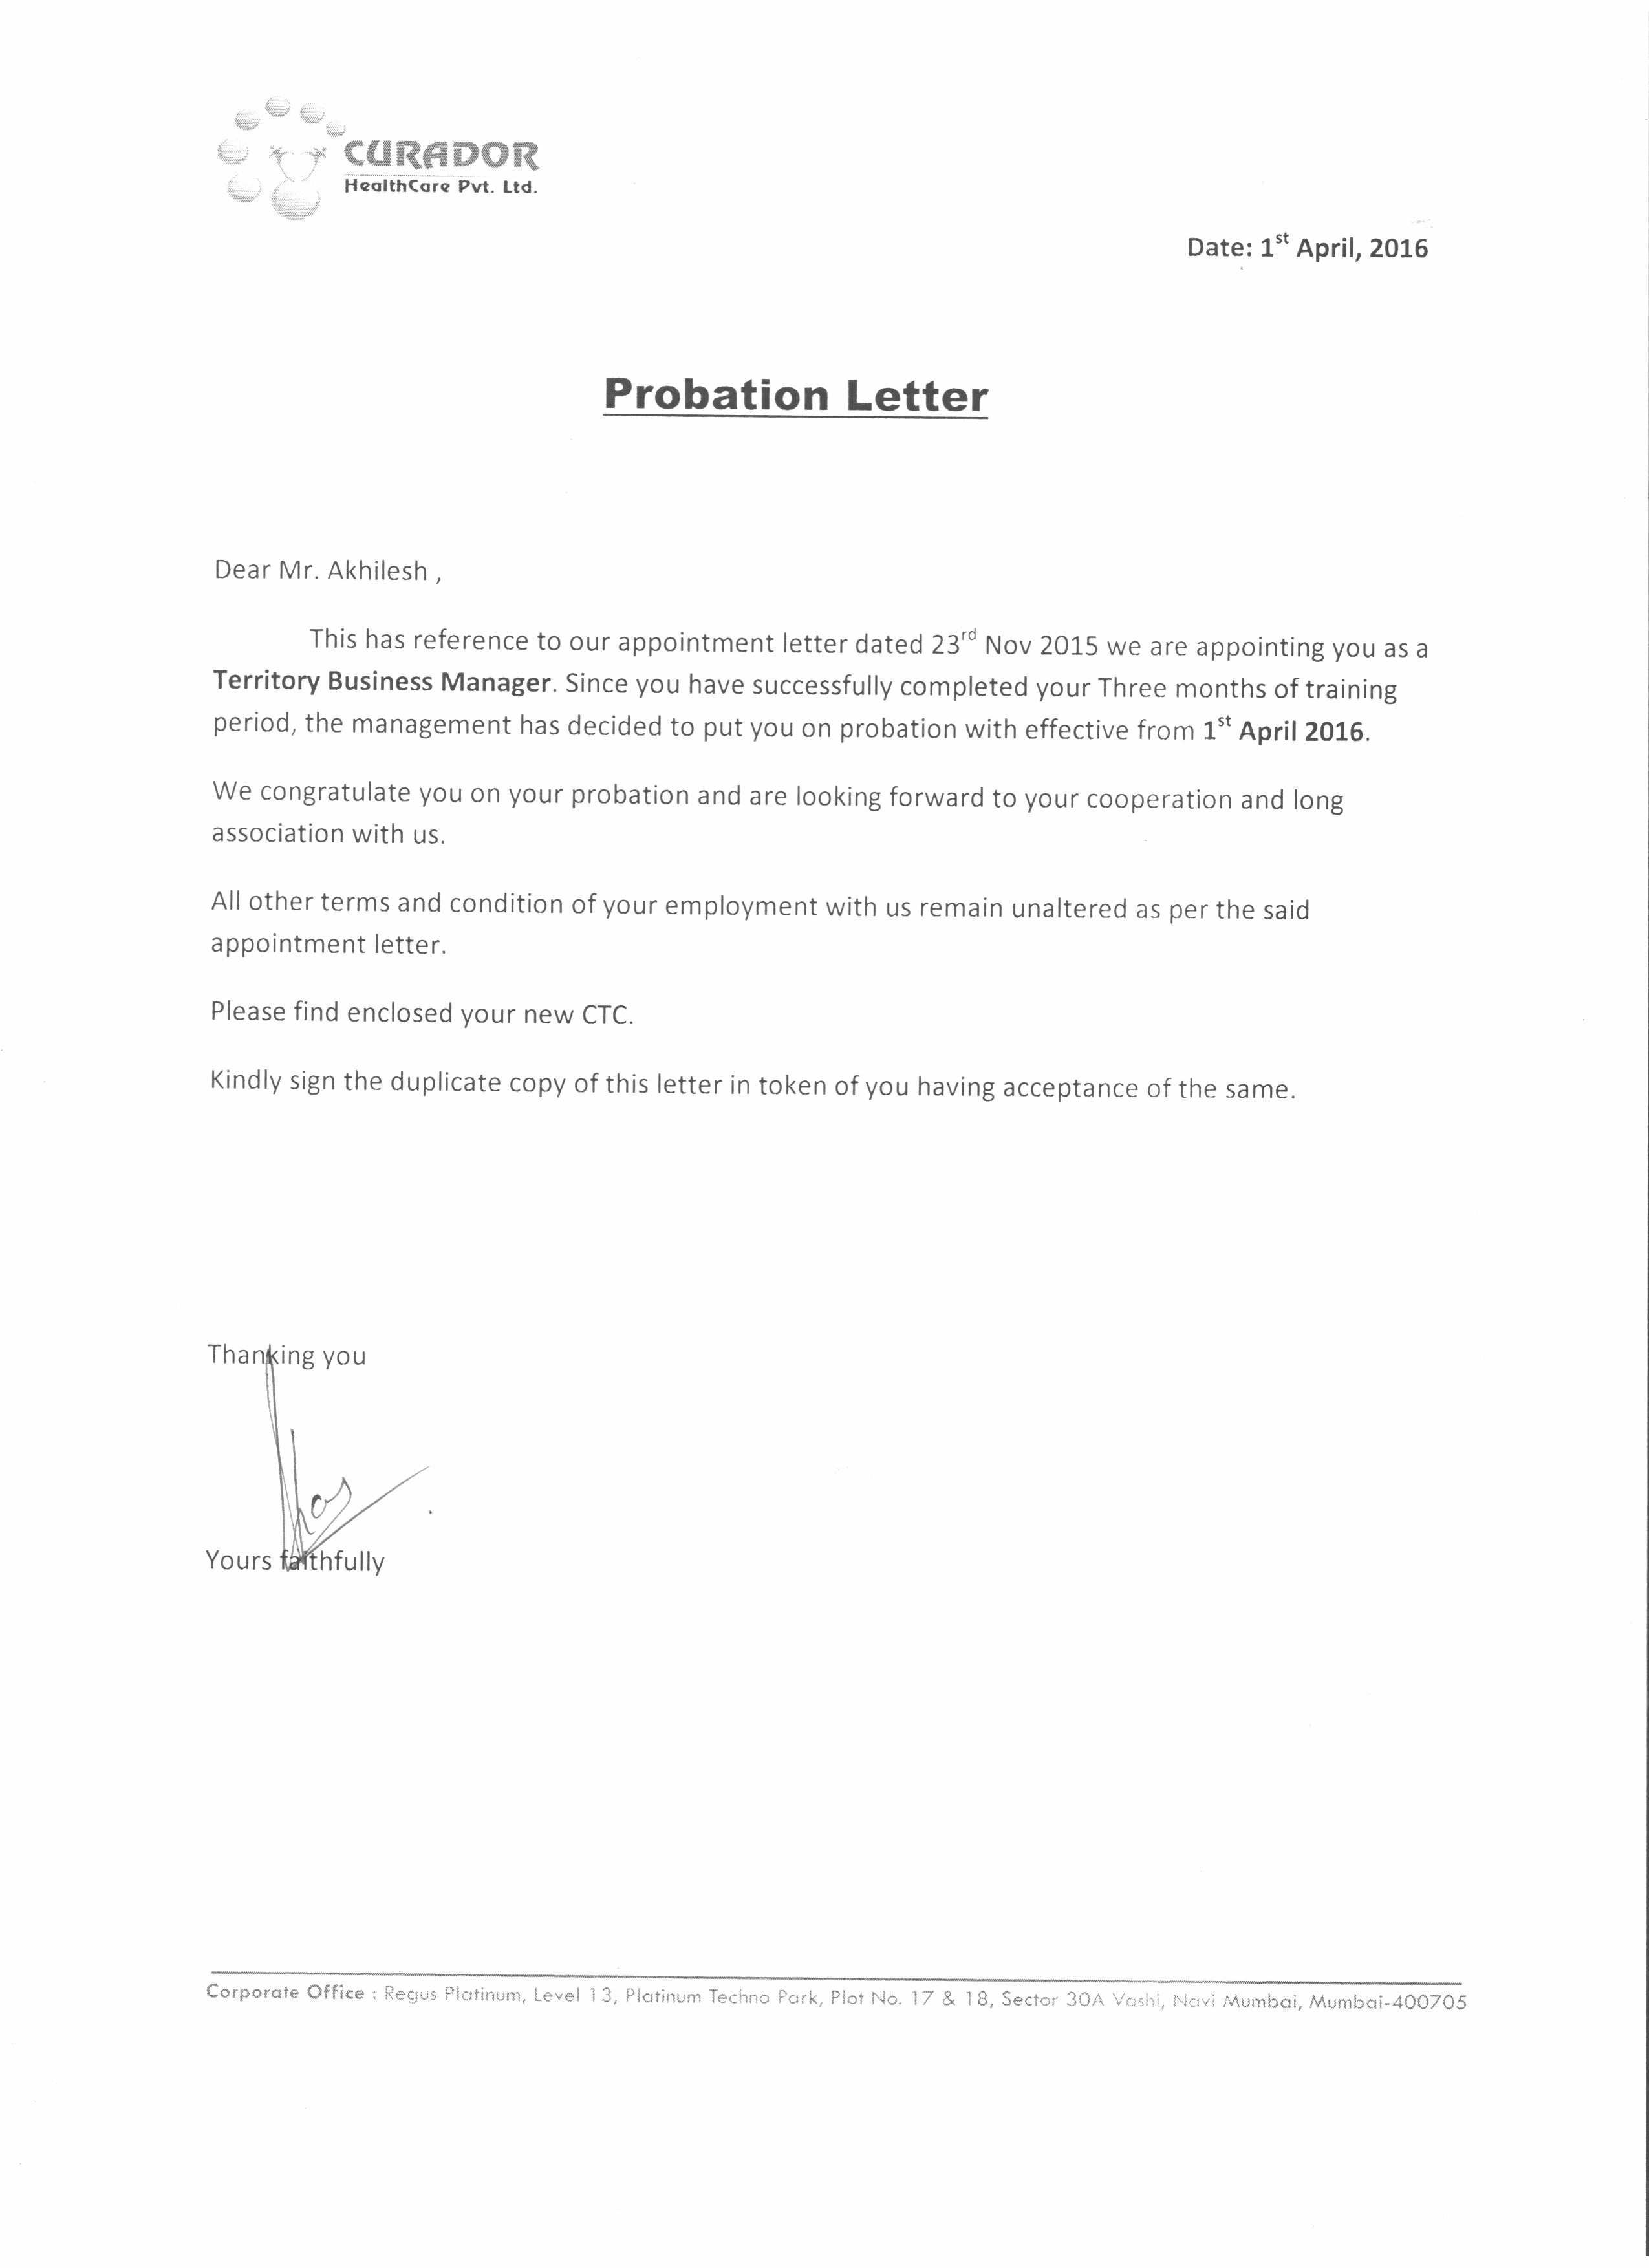 CURADOR
HealthCare Pvt. Ltd.
Date: 1st April, 2016
Probation Letter
Dear Mr. Akhilesh ,
This has reference to our appointment letter dated 23rd Nov 2015 we are appointing you as a
Territory Business Manager. Since you have successfully completed your Three months of training
period, the management has decided to put you on probation with effective from 1st April 2016.
We congratulate you on your probation and are looking forward to your cooperation and long
association with us.
All other terms and condition of your employment with us remain unaltered as per the said
appointment letter.
Please find enclosed your new CTC.
Kindly sign the duplicate copy of this letter in token of you having acceptance of the same.
Thanking you
Yours faithfully
Corporate Office : Regus Platinum, Level 13, Platinum Techno Park, Plot No. 17 & 18, Sector 30A Vashi, Navi Mumbai, Mumbai-400705